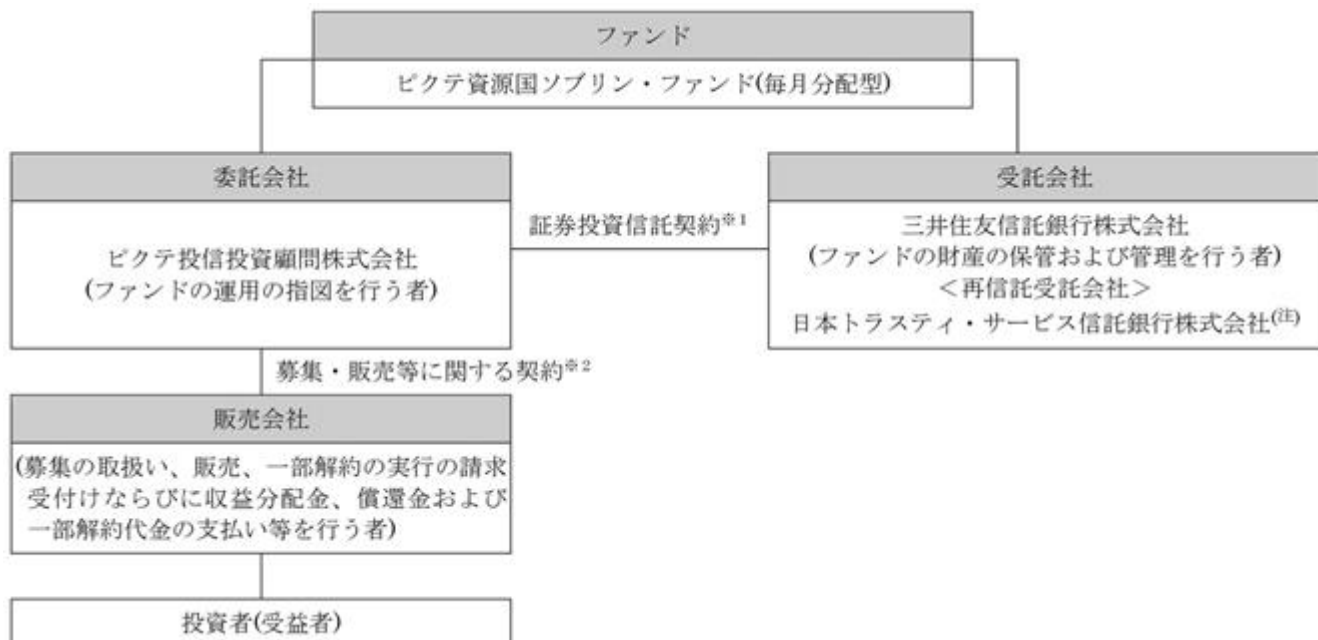 ファンド
ピクテ資源国ソブリン・ファンド(毎月分配型)
委託会社
ピクテ投信投資顧問株式会社
(ファンドの運用の指図を行う者)
証券投資信託契約※1
受託会社
三井住友信託銀行株式会社
(ファンドの財産の保管および管理を行う者)
＜再信託受託会社＞
日本トラスティ・サービス信託銀行株式会社(注)
募集・販売等に関する契約※2
販売会社
(募集の取扱い、販売、一部解約の実行の請求
受付けならびに収益分配金、償還金および
一部解約代金の支払い等を行う者)
投資者(受益者)